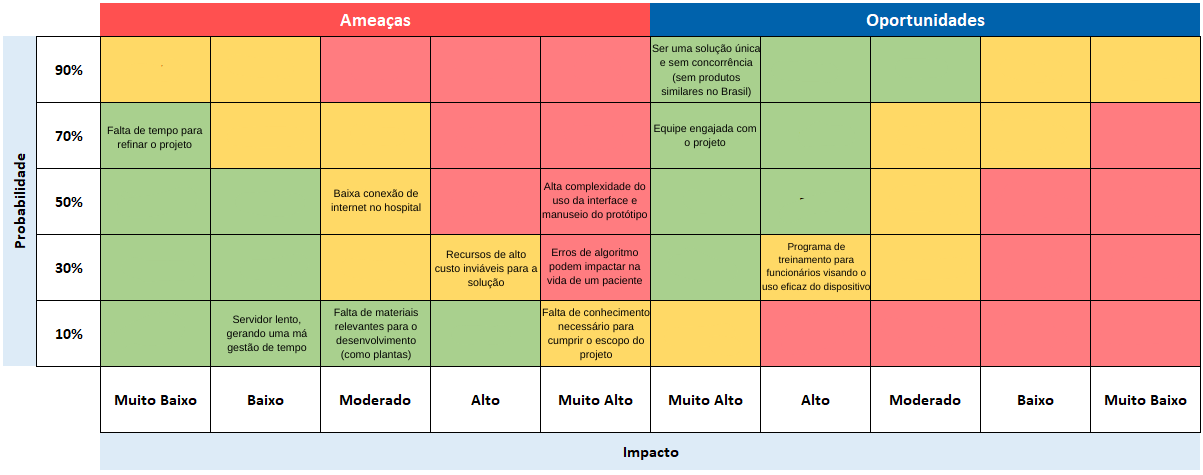 Ameaças
Oportunidades
Probabilidade
90%
-
Ser uma solução única
e sem concorrência
(sem produtos
similares no Brasil)
70%
Falta de tempo para
refinar o projeto
Equipe engajada com
o projeto
50%
Baixa conexão de
internet no hospital
Alta complexidade do
uso da interface e
manuseio do protótipo
-
30%
Recursos de alto
custo inviáveis para a
solução
Erros de algoritmo
podem impactar na
vida de um paciente
Programa de
treinamento para
funcionários visando o
uso eficaz do dispositivo
10%
Servidor lento,
gerando uma má
gestão de tempo
Falta de materiais
relevantes para o
desenvolvimento
(como plantas)
Falta de conhecimento
necessário para
cumprir o escopo do
projeto
Muito Baixo
Baixo
Moderado
Alto
Muito Alto
Muito Alto
Alto
Moderado
Baixo
Muito Baixo
Impacto